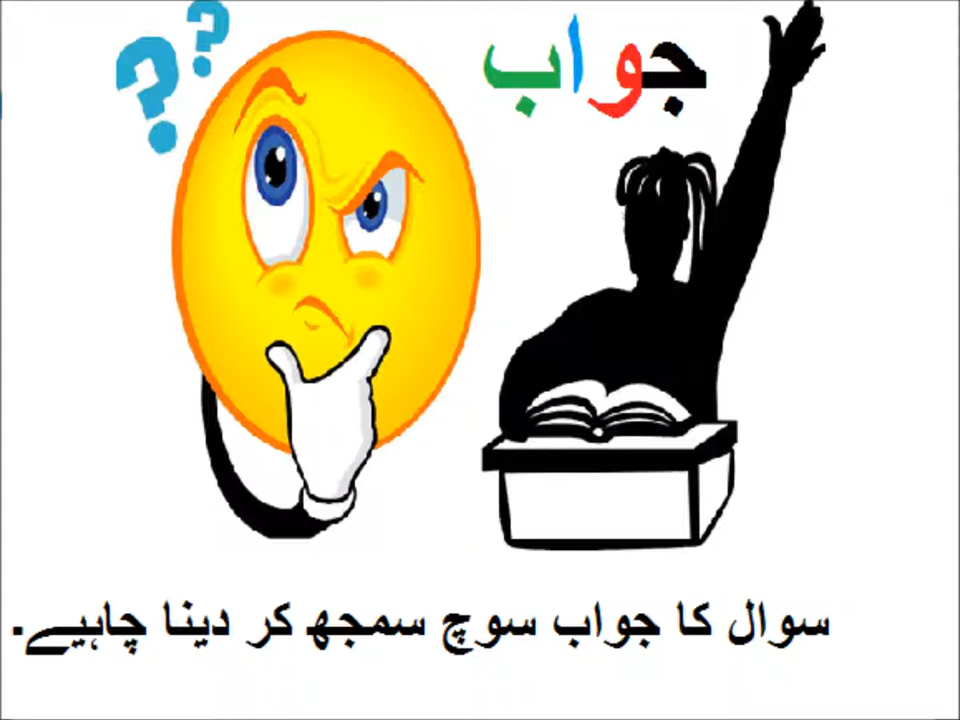 ؟؟
جواب
سوال کا جواب سوچ سمجھ کر دینا چاہیے۔